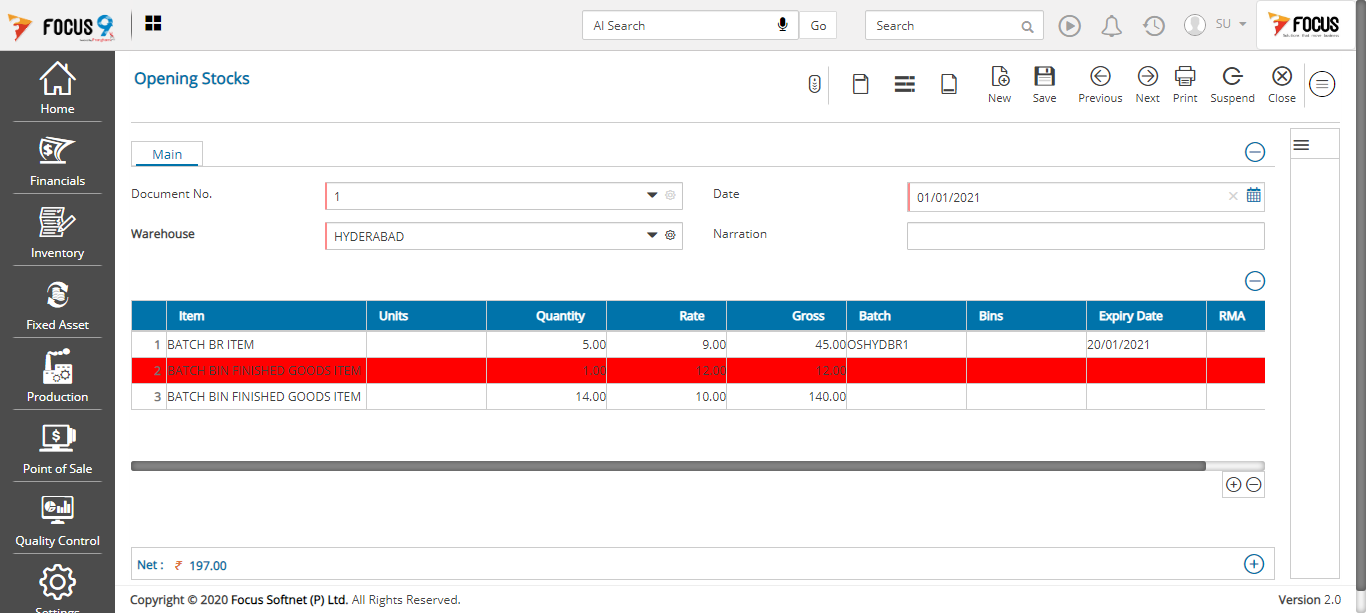 FOCUS 9
AI Search Go Search SU FOCUS
Home
Financials
Inventory
Fixed Asset
Production
Point of Sale
Quality Control
Settings
Opening Stocks
New Save Previous Next Print Suspend Close
Main
Document No. 1 Date 01/01/2021
Warehouse HYDERABAD Narration
Item Units Quantity Rate Gross Batch Bins Expiry Date RMA
1 BATCH BR ITEM 5.00 9.00 45.00 OSHYDBR1 20/01/2021
2 BATCH BIN FINISHED GOODS ITEM 1.00 12.00 12.00
3 BATCH BIN FINISHED GOODS ITEM 14.00 10.00 140.00
Net : ₹ 197.00
Copyright © 2020 Focus Softnet (P) Ltd. All Rights Reserved. Version 2.0